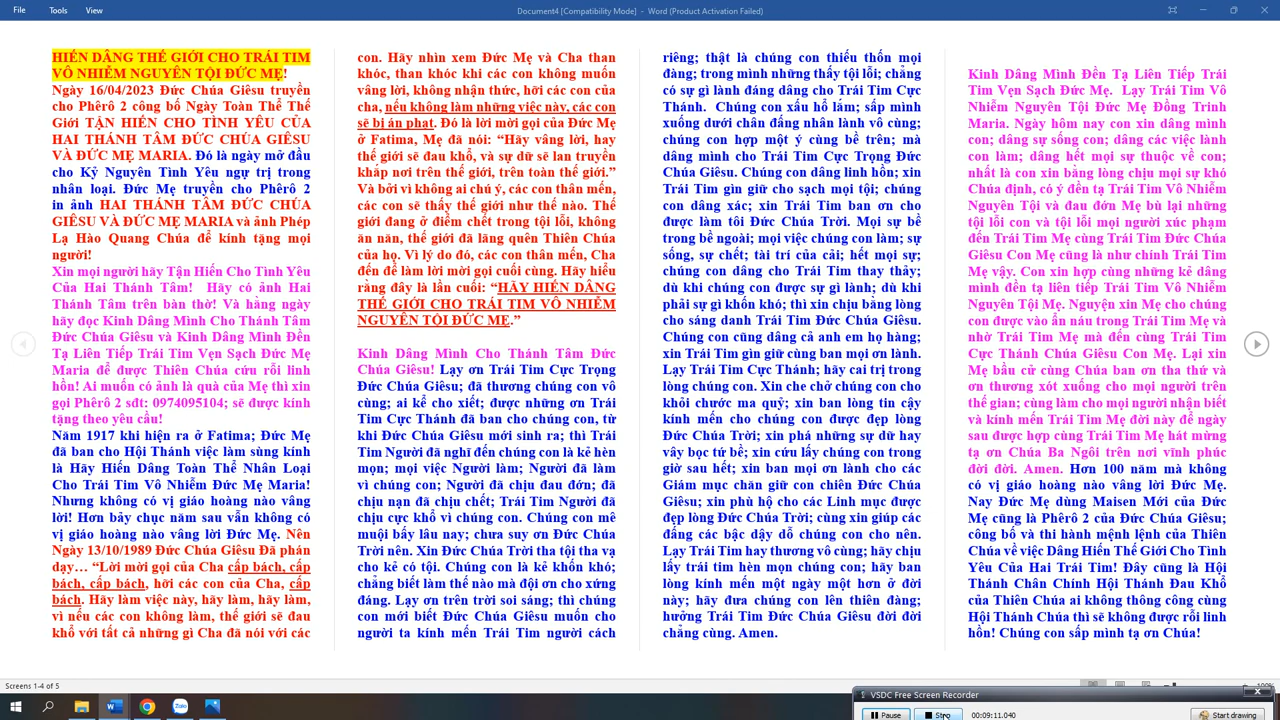 File Tools View
Document4 [Compatibility Mode] - Word (Product Activation Failed)
HIẾN DÂNG THẾ GIỚI CHO TRÁI TIM
VÔ NHIỄM NGUYÊN TỘI ĐỨC MẸ!
Ngày 16/04/2023 Đức Chúa Giêsu truyền
cho Phêrô 2 công bố Ngày Toàn Thể Thế
Giới TẬN HIẾN CHO TÌNH YÊU CỦA
HAI THÁNH TÂM ĐỨC CHÚA GIÊSU
VÀ ĐỨC MẸ MARIA. Đó là ngày mở đầu
cho Kỷ Nguyên Tình Yêu ngự trị trong
nhân loại. Đức Mẹ truyền cho Phêrô 2
in ảnh HAI THÁNH TÂM ĐỨC CHÚA
GIÊSU VÀ ĐỨC MẸ MARIA và ảnh Phép
Lạ Hào Quang Chúa để kính tặng mọi
người!
Xin mọi người hãy Tận Hiến Cho Tình Yêu
Của Hai Thánh Tâm! Hãy có ảnh Hai
Thánh Tâm trên bàn thờ! Và hằng ngày
hãy đọc Kinh Dâng Mình Cho Thánh Tâm
Đức Chúa Giêsu và Kinh Dâng Mình Đền
Tạ Liên Tiếp Trái Tim Vẹn Sạch Đức Mẹ
Maria để được Thiên Chúa cứu rỗi linh
hồn! Ai muốn có ảnh là quà của Mẹ thì xin
gọi Phêrô 2 sđt: 0974095104; sẽ được kính
tặng theo yêu cầu!
Năm 1917 khi hiện ra ở Fatima; Đức Mẹ
đã ban cho Hội Thánh việc làm sùng kính
là Hãy Hiến Dâng Toàn Thể Nhân Loại
Cho Trái Tim Vô Nhiễm Đức Mẹ Maria!
Nhưng không có vị giáo hoàng nào vâng
lời! Hơn bảy chục năm sau vẫn không có
vị giáo hoàng nào vâng lời Đức Mẹ. Nên
Ngày 13/10/1989 Đức Chúa Giêsu Đã phán
dạy… “Lời mời gọi của Cha cấp bách, cấp
bách, cấp bách, hỡi các con của Cha, cấp
bách. Hãy làm việc này, hãy làm, hãy làm,
vì nếu các con không làm, thế giới sẽ đau
khổ với tất cả những gì Cha đã nói với các
con. Hãy nhìn xem Đức Mẹ và Cha than
khóc, than khóc khi các con không muốn
vâng lời, không nhận thức, hỡi các con của
cha, nếu không làm những việc này, các con
sẽ bị án phạt. Đó là lời mời gọi của Đức Mẹ
ở Fatima, Mẹ đã nói: “Hãy vâng lời, hay
thế giới sẽ đau khổ, và sự dữ sẽ lan truyền
khắp nơi trên thế giới, trên toàn thế giới.”
Và bởi vì không ai chú ý, các con thân mến,
các con sẽ thấy thế giới như thế nào. Thế
giới đang ở điểm chết trong tội lỗi, không
ăn năn, thế giới đã lãng quên Thiên Chúa
của họ. Vì lý do đó, các con thân mến, Cha
đến để làm lời mời gọi cuối cùng. Hãy hiểu
rằng đây là lần cuối: “HÃY HIẾN DÂNG
THẾ GIỚI CHO TRÁI TIM VÔ NHIỄM
NGUYÊN TỘI ĐỨC MẸ.”
Kinh Dâng Mình Cho Thánh Tâm Đức
Chúa Giêsu! Lạy ơn Trái Tim Cực Trọng
Đức Chúa Giêsu; đã thương chúng con vô
cùng; ai kể cho xiết; được những ơn Trái
Tim Cực Thánh đã ban cho chúng con, từ
khi Đức Chúa Giêsu mới sinh ra; thì Trái
Tim Người đã nghĩ đến chúng con là kẻ hèn
mọn; mọi việc Người làm; Người đã làm
vì chúng con; Người đã chịu đau đớn; đã
chịu nạn đã chịu chết; Trái Tim Người đã
chịu cực khổ vì chúng con. Chúng con mê
muội bấy lâu nay; chưa suy ơn Đức Chúa
Trời nên. Xin Đức Chúa Trời tha tội tha vạ
cho kẻ có tội. Chúng con là kẻ khốn khó;
chẳng biết làm thế nào mà đội ơn cho xứng
đáng. Lạy ơn trên trời soi sáng; thì chúng
con mới biết Đức Chúa Giêsu muốn cho
người ta kính mến Trái Tim người cách
riêng; thật là chúng con thiếu thốn mọi
đàng; trong mình những thấy tội lỗi; chẳng
có sự gì lành đáng dâng cho Trái Tim Cực
Thánh. Chúng con xấu hổ lắm; sấp mình
xuống dưới chân đấng nhân lành vô cùng;
chúng con hợp một ý cùng bề trên; mà
dâng mình cho Trái Tim Cực Trọng Đức
Chúa Giêsu. Chúng con dâng linh hồn; xin
Trái Tim gìn giữ cho sạch mọi tội; chúng
con dâng xác; xin Trái Tim ban ơn cho
được làm tôi Đức Chúa Trời. Mọi sự bề
trong bề ngoài; mọi việc chúng con làm; sự
sống, sự chết; tài trí của cải; hết mọi sự;
chúng con dâng cho Trái Tim thay thảy;
dù khi chúng con được sự gì lành; dù khi
phải sự gì khốn khó; thì xin chịu bằng lòng
cho sáng danh Trái Tim Đức Chúa Giêsu.
Chúng con cũng dâng cả anh em họ hàng;
xin Trái Tim gìn giữ cùng ban mọi ơn lành.
Lạy Trái Tim Cực Thánh; hãy cai trị trong
lòng chúng con. Xin che chở chúng con cho
khỏi chước ma quỷ; xin ban lòng tin cậy
kính mến cho chúng con được đẹp lòng
Đức Chúa Trời; xin phá những sự dữ hay
vây bọc tứ bề; xin cứu lấy chúng con trong
giờ sau hết; xin ban mọi ơn lành cho các
Giám mục chăn giữ con chiên Đức Chúa
Giêsu; xin phù hộ cho các Linh mục được
đẹp lòng Đức Chúa Trời; cùng xin giúp các
đấng các bậc dậy dỗ chúng con cho nên.
Lạy Trái Tim hay thương vô cùng; hãy chịu
lấy trái tim hèn mọn chúng con; hãy ban
lòng kính mến một ngày một hơn ở đời
này; hãy đưa chúng con lên thiên đàng;
hưởng Trái Tim Đức Chúa Giêsu đời đời
chẳng cùng. Amen.
Kinh Dâng Mình Đền Tạ Liên Tiếp Trái
Tim Vẹn Sạch Đức Mẹ. Lạy Trái Tim Vô
Nhiễm Nguyên Tội Đức Mẹ Đồng Trinh
Maria. Ngày hôm nay con xin dâng mình
con; dâng sự sống con; dâng các việc lành
con làm; dâng hết mọi sự thuộc về con;
nhất là con xin bằng lòng chịu mọi sự khó
Chúa định, có ý đền tạ Trái Tim Vô Nhiễm
Nguyên Tội và đau đớn Mẹ bù lại những
tội lỗi con và tội lỗi mọi người xúc phạm
đến Trái Tim Mẹ cùng Trái Tim Đức Chúa
Giêsu Con Mẹ cũng là như chính Trái Tim
Mẹ vậy. Con xin hợp cùng những kẻ dâng
mình đền tạ liên tiếp Trái Tim Vô Nhiễm
Nguyên Tội Mẹ. Nguyện xin Mẹ cho chúng
con được vào ẩn náu trong Trái Tim Mẹ và
nhờ Trái Tim Mẹ mà đến cùng Trái Tim
Cực Thánh Chúa Giêsu Con Mẹ. Lại xin
Mẹ bầu cử cùng Chúa ban ơn tha thứ và
ơn thương xót xuống cho mọi người trên
thế gian; cùng làm cho mọi người nhận biết
và kính mến Trái Tim Mẹ đời này để ngày
sau được hợp cùng Trái Tim Mẹ hát mừng
tạ ơn Chúa Ba Ngôi trên nơi vĩnh phúc
đời đời. Amen. Hơn 100 năm mà không
có vị giáo hoàng nào vâng lời Đức Mẹ.
Nay Đức Mẹ dùng Maisen Mới của Đức
Mẹ cũng là Phêrô 2 của Đức Chúa Giêsu;
công bố và thi hành mệnh lệnh của Thiên
Chúa về việc Dâng Hiến Thế Giới Cho Tình
Yêu Của Hai Trái Tim! Đây cũng là Hội
Thánh Chân Chính Hội Thánh Đau Khổ
của Thiên Chúa ai không thông công cùng
Hội Thánh Chúa thì sẽ không được rỗi linh
hồn! Chúng con sấp mình tạ ơn Chúa!
Screens 1-4 of 5
VSDC Free Screen Recorder
Pause Stop 00:09:11.040 Start drawing